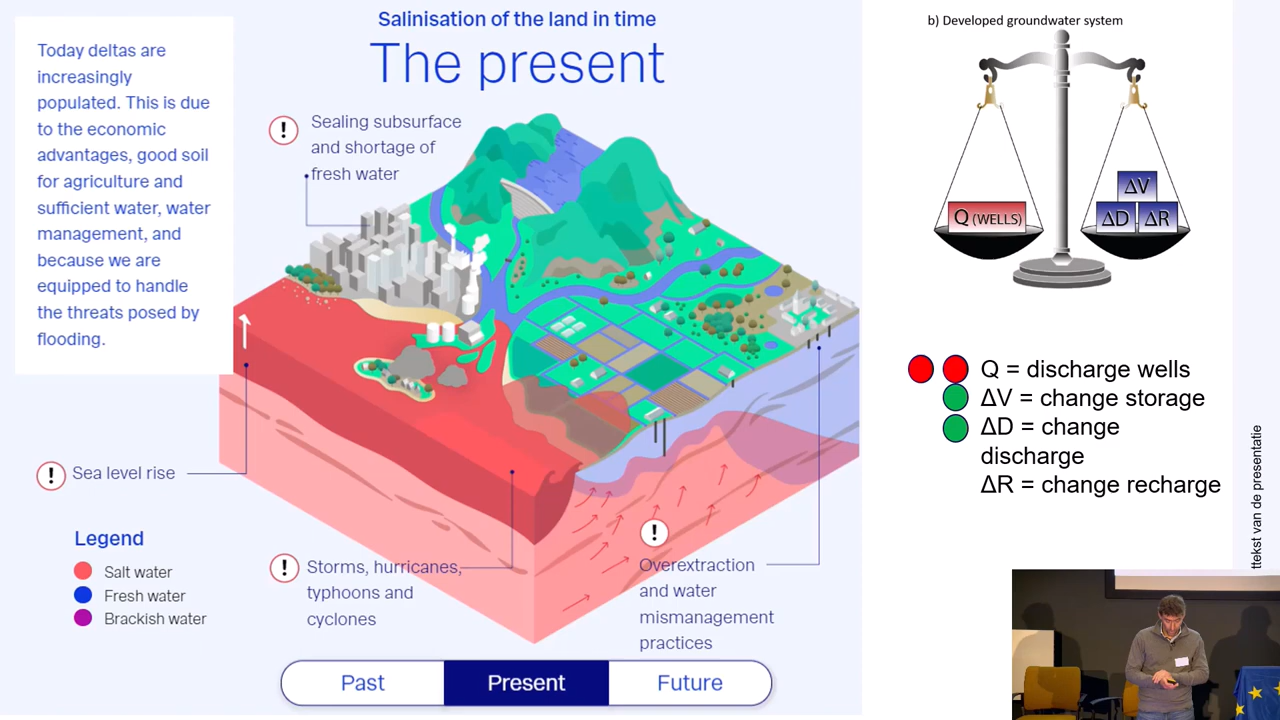 Salinisation of the land in time
The present
Today deltas are
increasingly
populated. This is due
to the economic
advantages, good soil
for agriculture and
sufficient water, water
management, and
because we are
equipped to handle
the threats posed by
flooding.
! Sealing subsurface
and shortage of
fresh water
! Sea level rise
! Storms, hurricanes,
typhoons and
cyclones
!
Overextraction
and water
mismanagement
practices
Legend
Salt water
Fresh water
Brackish water
Past Present Future
b) Developed groundwater system
Q (WELLS)
ΔV
ΔD ΔR
Q = discharge wells
ΔV = change storage
ΔD = change
discharge
ΔR = change recharge
ttekst van de presentatie